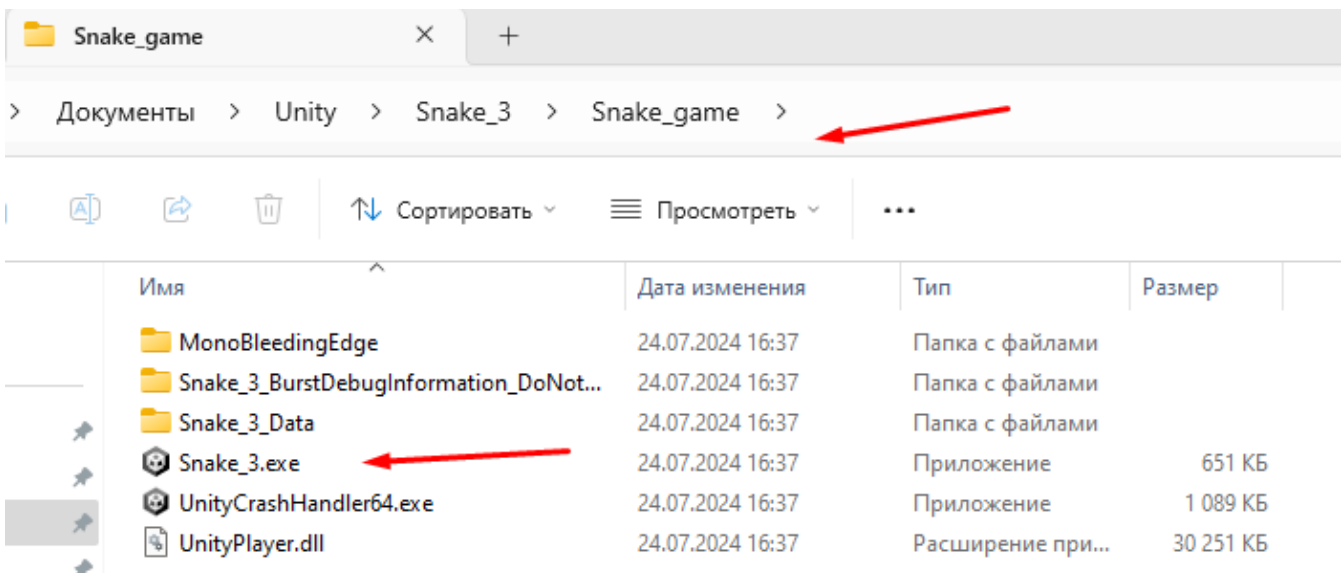 Snake_game
Документы > Unity > Snake_3 > Snake_game >
Сортировать Просмотреть ...
Имя Дата изменения Тип Размер
MonoBleedingEdge 24.07.2024 16:37 Папка с файлами
Snake_3_BurstDebugInformation_DoNot... 24.07.2024 16:37 Папка с файлами
Snake_3_Data 24.07.2024 16:37 Папка с файлами
Snake_3.exe 24.07.2024 16:37 Приложение 651 КБ
UnityCrashHandler64.exe 24.07.2024 16:37 Приложение 1 089 КБ
UnityPlayer.dll 24.07.2024 16:37 Расширение при... 30 251 КБ